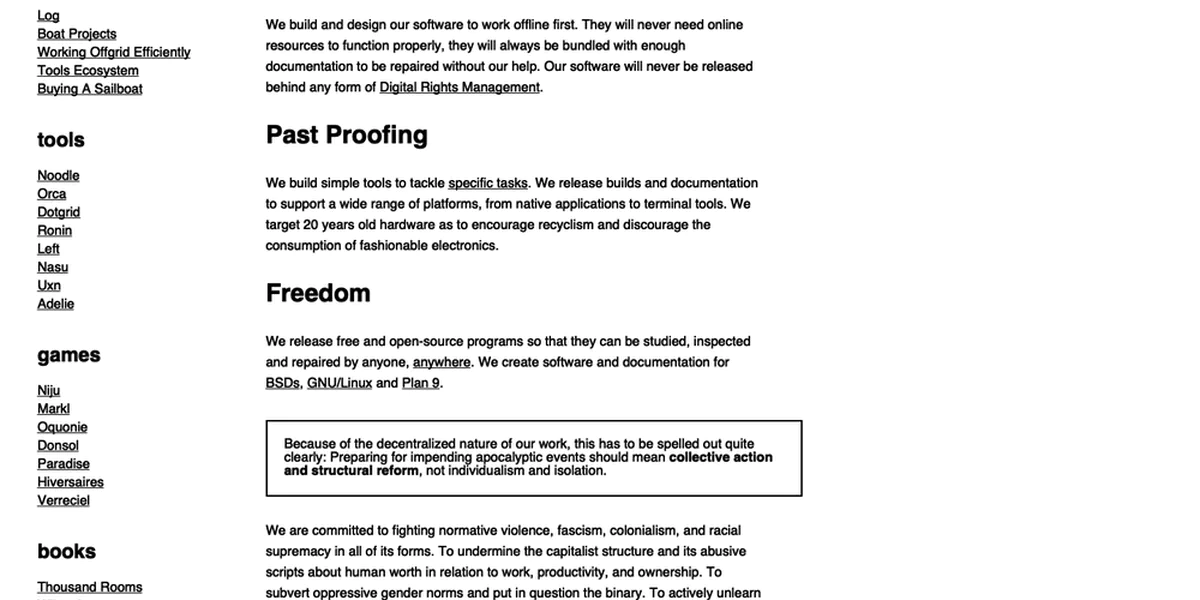 Log
Boat Projects
Working Offgrid Efficiently
Tools Ecosystem
Buying A Sailboat
tools
Noodle
Orca
Dotgrid
Ronin
Left
Nasu
Uxn
Adelie
games
Niju
Markl
Oquonie
Donsol
Paradise
Hiversaires
Verreciel
books
Thousand Rooms
We build and design our software to work offline first. They will never need online
resources to function properly, they will always be bundled with enough
documentation to be repaired without our help. Our software will never be released
behind any form of Digital Rights Management.
Past Proofing
We build simple tools to tackle specific tasks. We release builds and documentation
to support a wide range of platforms, from native applications to terminal tools. We
target 20 years old hardware as to encourage recyclism and discourage the
consumption of fashionable electronics.
Freedom
We release free and open-source programs so that they can be studied, inspected
and repaired by anyone, anywhere. We create software and documentation for
BSDs, GNU/Linux and Plan 9.
Because of the decentralized nature of our work, this has to be spelled out quite
clearly: Preparing for impending apocalyptic events should mean collective action
and structural reform, not individualism and isolation.
We are committed to fighting normative violence, fascism, colonialism, and racial
supremacy in all of its forms. To undermine the capitalist structure and its abusive
scripts about human worth in relation to work, productivity, and ownership. To
subvert oppressive gender norms and put in question the binary. To actively unlearn